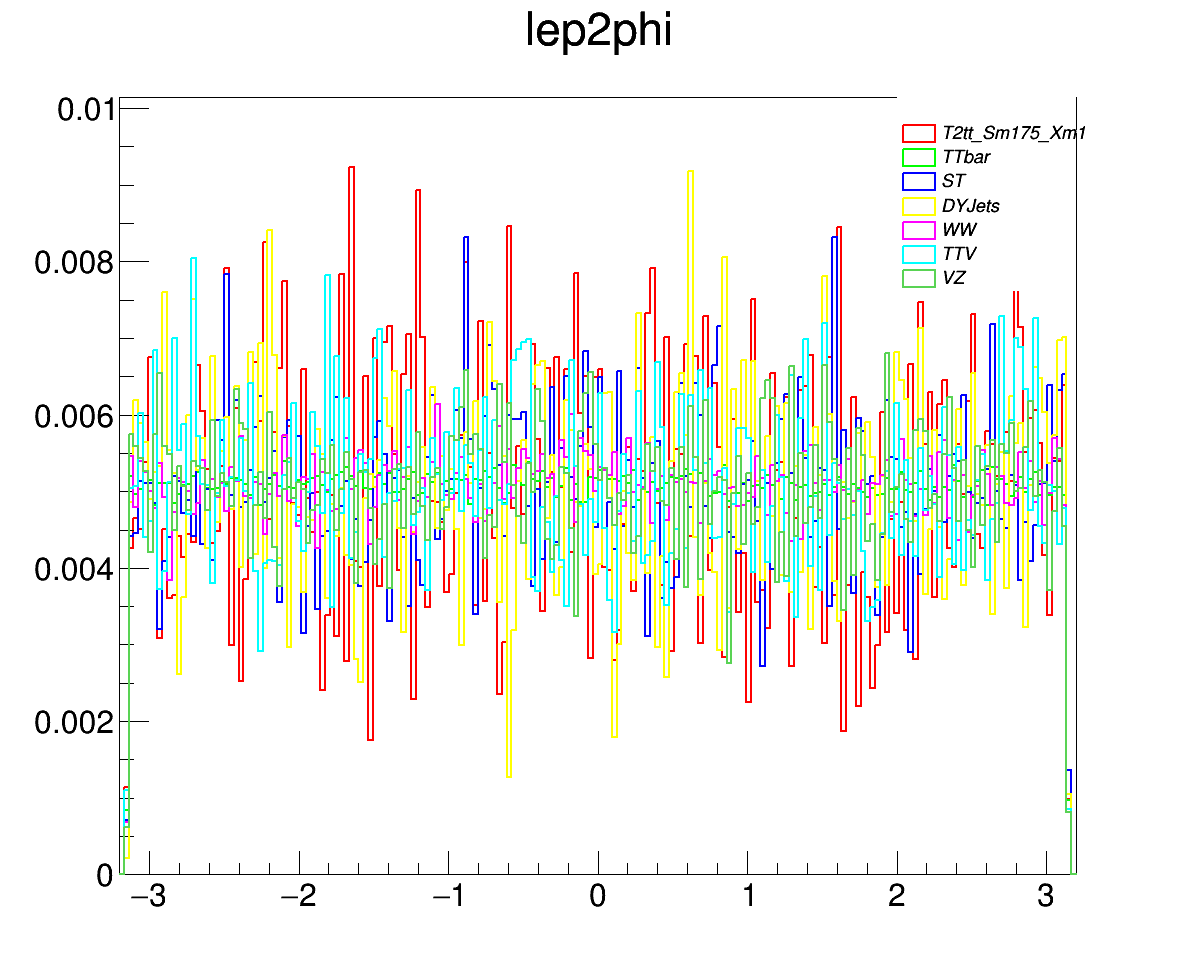 lep2phi
0.01
0.008
0.006
0.004
0.002
0
T2tt_Sm175_Xm1
TTbar
ST
DYJets
WW
TTV
VZ
−3 −2 −1 0 1 2 3